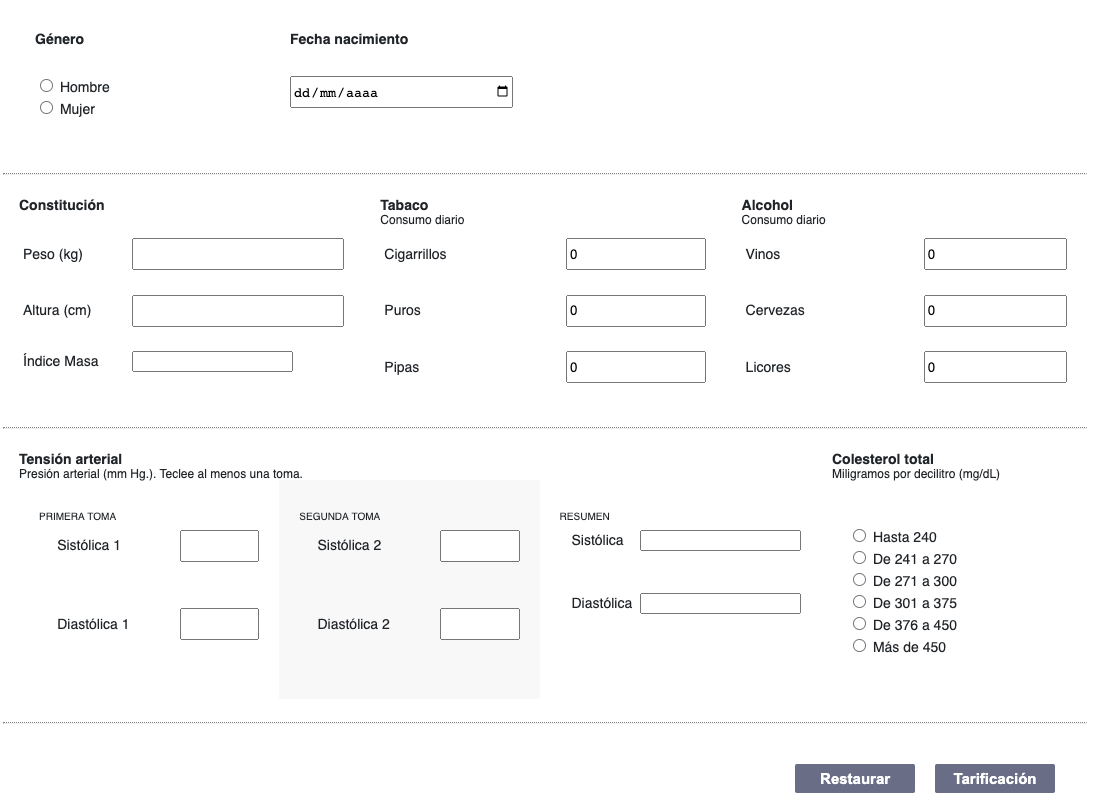 Género
Fecha nacimiento
Hombre
Mujer
dd/mm/aaaa
Constitución
Peso (kg)
Altura (cm)
Índice Masa
Tabaco
Consumo diario
Cigarrillos 0
Puros 0
Pipas 0
Alcohol
Consumo diario
Vinos 0
Cervezas 0
Licores 0
Tensión arterial
Presión arterial (mm Hg.). Teclee al menos una toma.
PRIMERA TOMA
Sistólica 1
Diastólica 1
SEGUNDA TOMA
Sistólica 2
Diastólica 2
RESUMEN
Sistólica
Diastólica
Colesterol total
Miligramos por decilitro (mg/dL)
Hasta 240
De 241 a 270
De 271 a 300
De 301 a 375
De 376 a 450
Más de 450
Restaurar
Tarificación